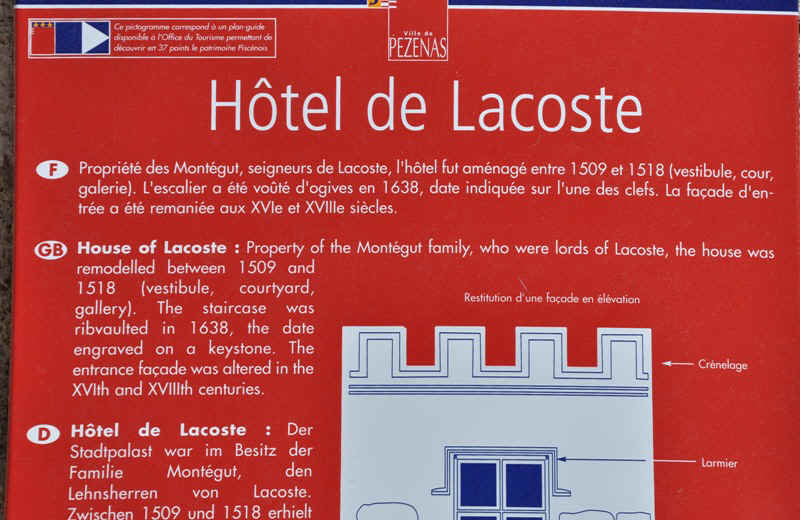 Ce pictogramme correspond à un plan-guide
disponible à l'Office du Tourisme permettant de
découvrir en 37 points le patrimoine Piscénois.
Ville de
PEZENAS
Hôtel de Lacoste
F Propriété des Montégut, seigneurs de Lacoste, l'hôtel fut aménagé entre 1509 et 1518 (vestibule, cour,
galerie). L'escalier a été voûté d'ogives en 1638, date indiquée sur l'une des clefs. La façade d'en-
trée a été remaniée aux XVIe et XVIIIe siècles.
GB House of Lacoste : Property of the Montégut family, who were lords of Lacoste, the house was
remodelled between 1509 and
1518 (vestibule, courtyard,
gallery). The staircase was
ribvaulted in 1638, the date
engraved on a keystone. The
entrance façade was altered in the
XVIth and XVIIIth centuries.
Restitution d'une façade en élévation
Crénelage
Larmier
D Hôtel de Lacoste : Der
Stadtpalast war im Besitz der
Familie Montégut, den
Lehnsherren von Lacoste.
Zwischen 1509 und 1518 erhielt